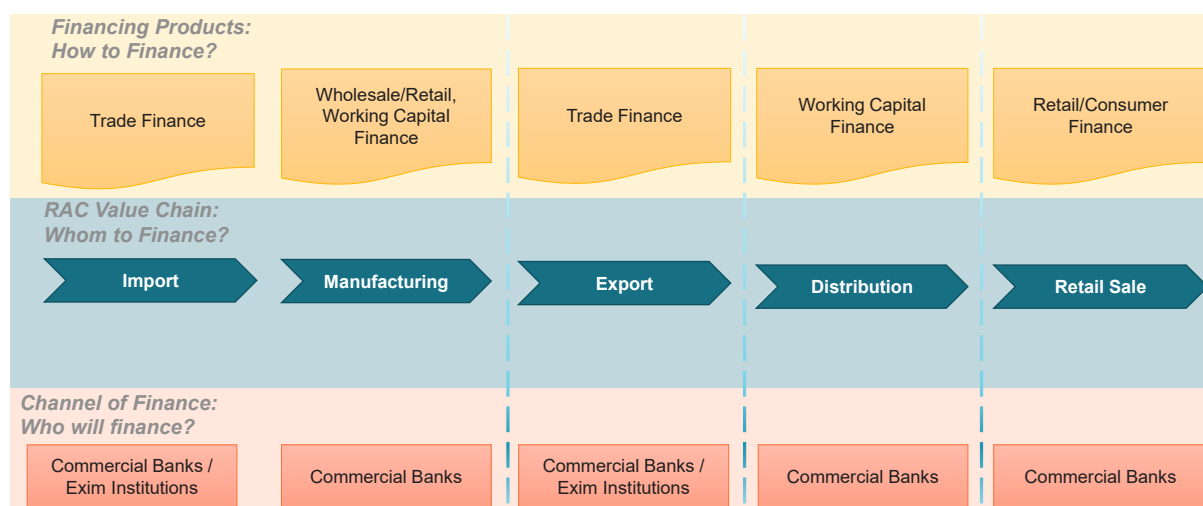 Financing Products:
How to Finance?
Trade Finance
Wholesale/Retail,
Working Capital
Finance
Trade Finance
Working Capital
Finance
Retail/Consumer
Finance
RAC Value Chain:
Whom to Finance?
Import
Manufacturing
Export
Distribution
Retail Sale
Channel of Finance:
Who will finance?
Commercial Banks /
Exim Institutions
Commercial Banks
Commercial Banks /
Exim Institutions
Commercial Banks
Commercial Banks